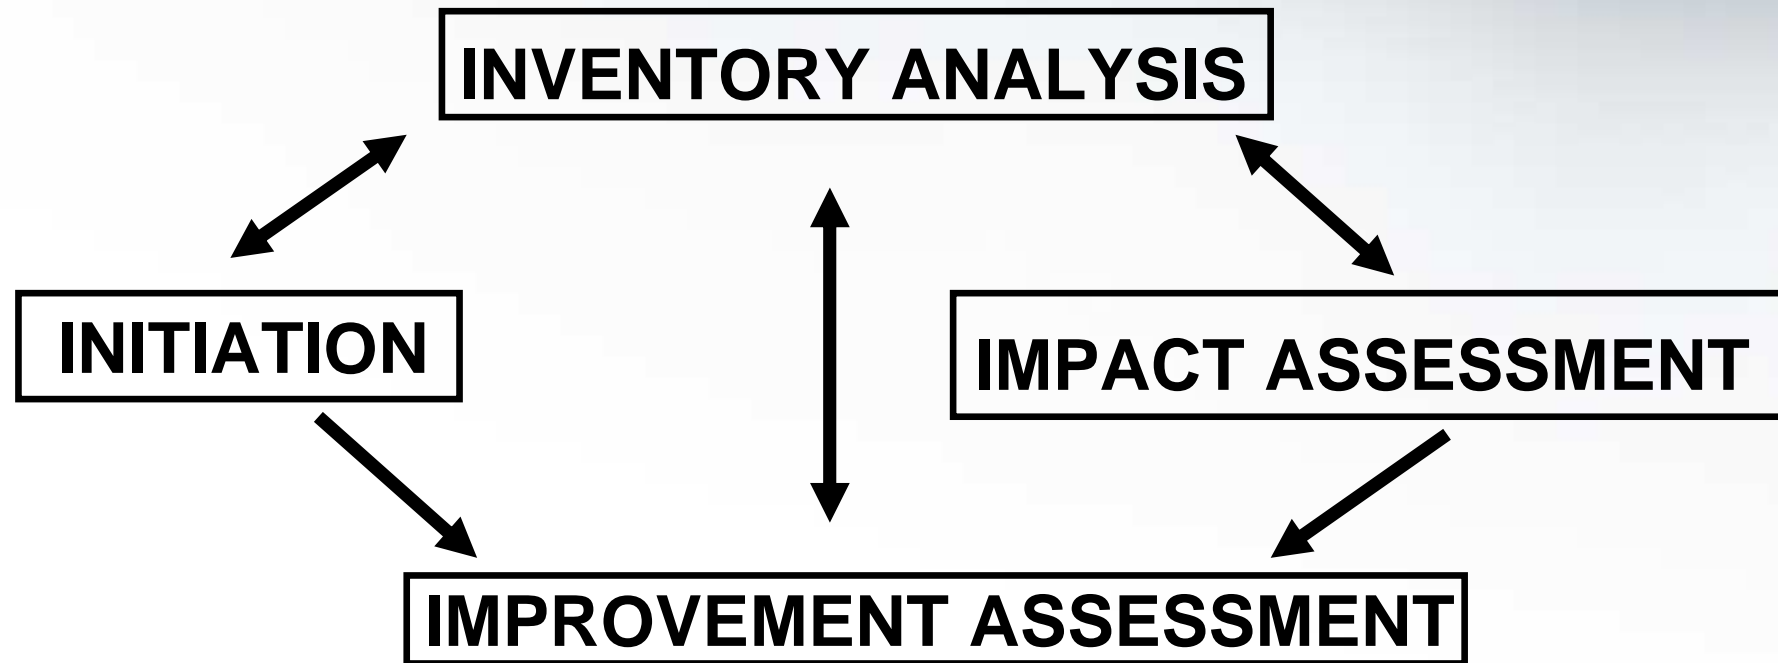 INVENTORY ANALYSIS
INITIATION
IMPACT ASSESSMENT
IMPROVEMENT ASSESSMENT